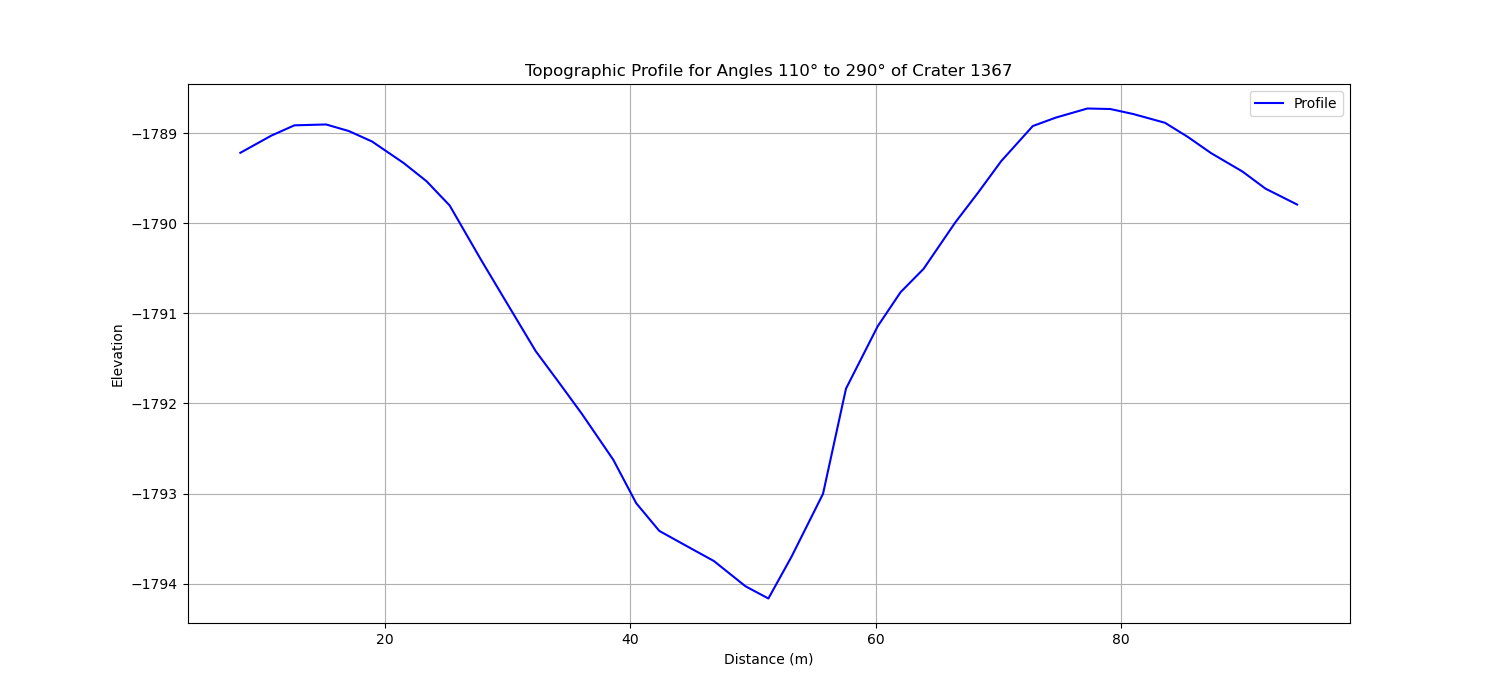 Topographic Profile for Angles 110° to 290° of Crater 1367
Profile
−1789
−1790
−1791
−1792
−1793
−1794
Elevation
20 40 60 80
Distance (m)